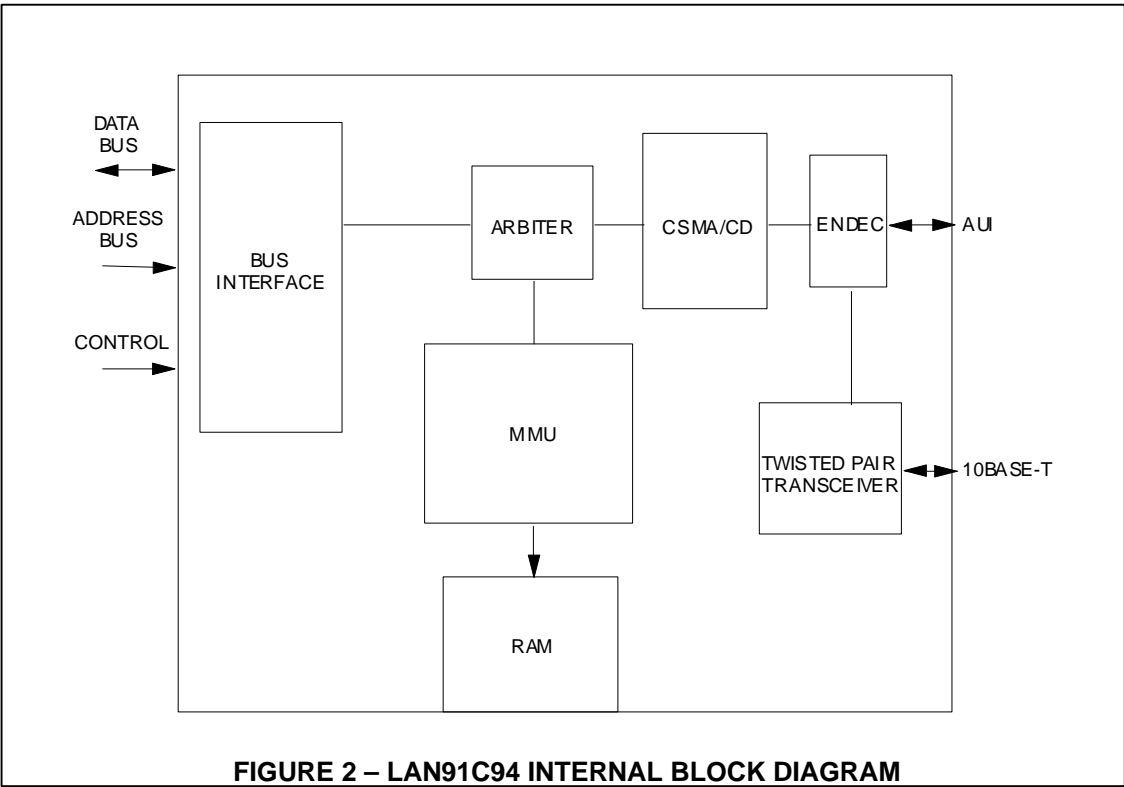 DATA
BUS
ADDRESS
BUS
CONTROL
BUS
INTERFACE
ARBITER
CSMA/CD
ENDEC
AUI
MMU
TWISTED PAIR
TRANSCEIVER
10BASE-T
RAM
FIGURE 2 – LAN91C94 INTERNAL BLOCK DIAGRAM